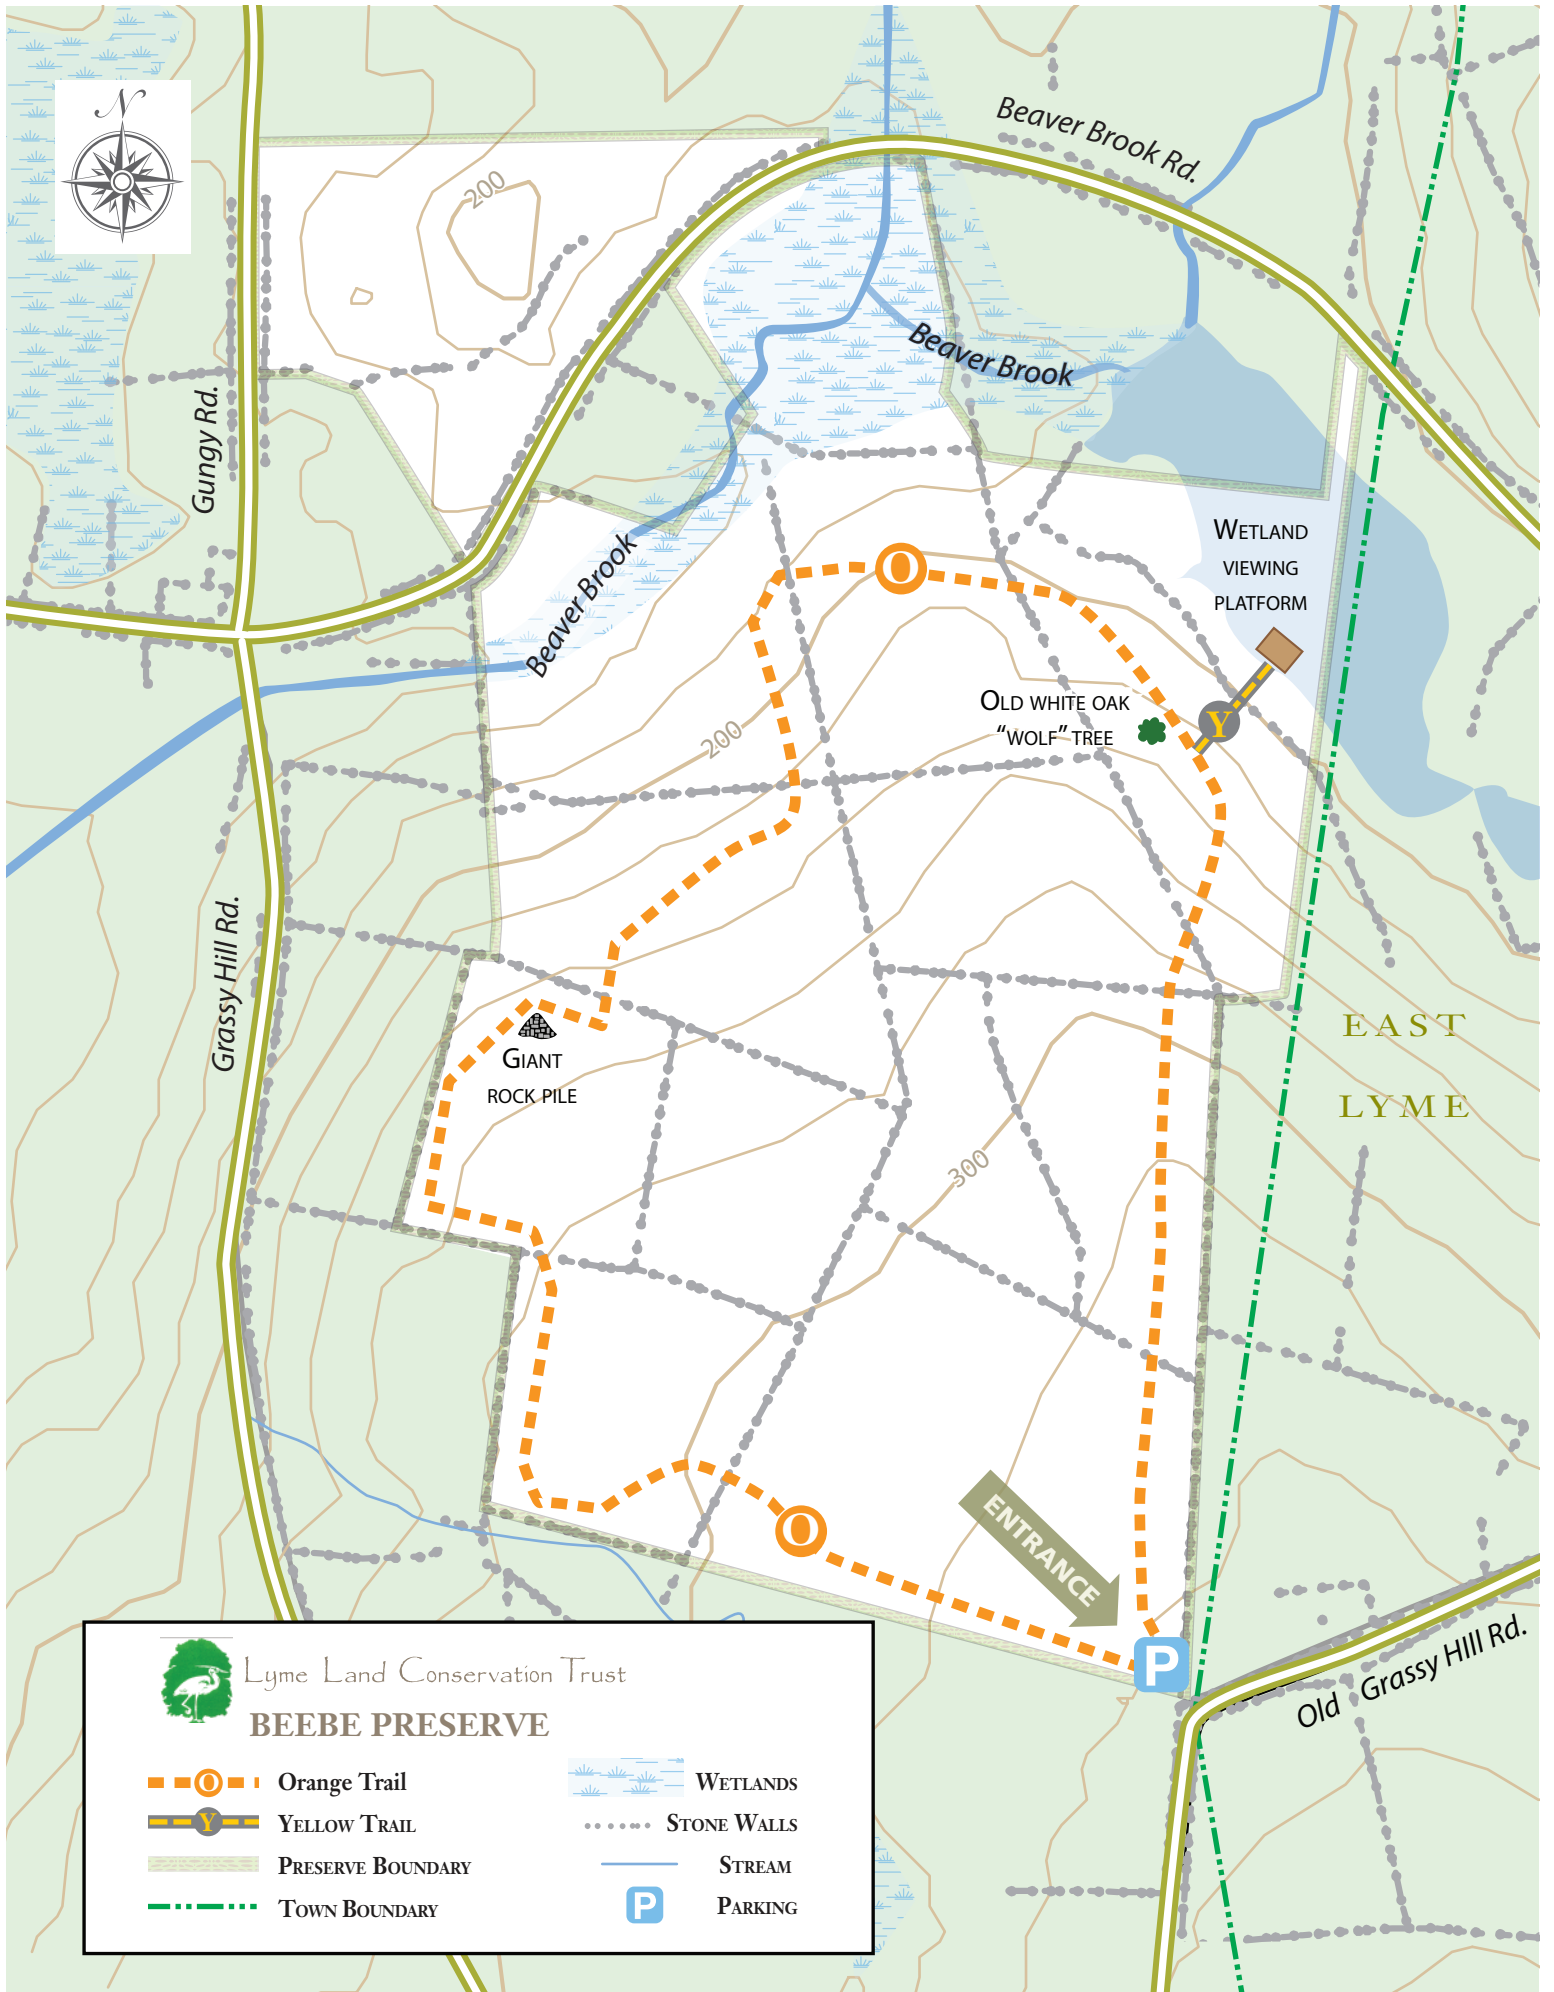 N
Beaver Brook Rd.
200
Beaver Brook
Gungy Rd.
WETLAND
VIEWING
PLATFORM
O
Beaver Brook
OLD WHITE OAK
"WOLF" TREE
Y
200
Grassy Hill Rd.
EAST
LYME
GIANT
ROCK PILE
300
ENTRANCE
O
P
Old Grassy HIll Rd.
Lyme Land Conservation Trust
BEEBE PRESERVE
O Orange Trail
Y YELLOW TRAIL
PRESERVE BOUNDARY
TOWN BOUNDARY
WETLANDS
STONE WALLS
STREAM
P PARKING